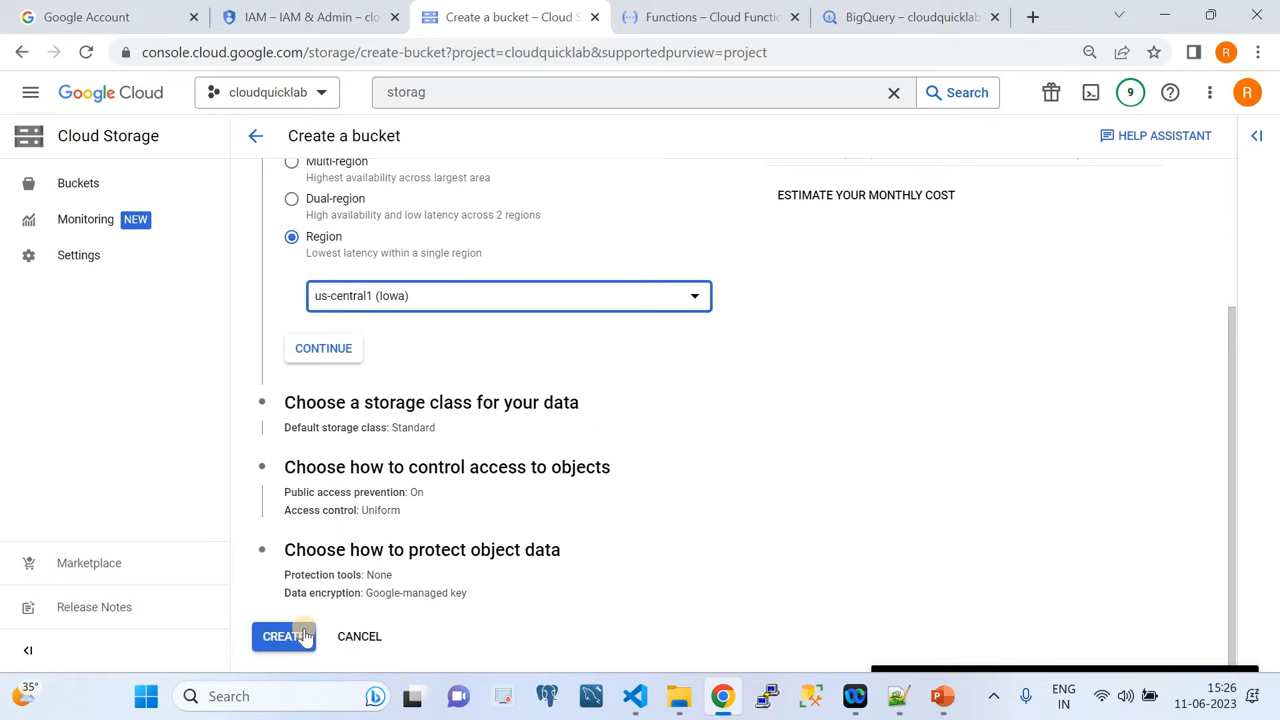 Google Account
IAM – IAM & Admin – clo
Create a bucket – Cloud S
Functions – Cloud Functio
BigQuery – cloudquicklab
console.cloud.google.com/storage/create-bucket?project=cloudquicklab&supportedpurview=project
R
Google Cloud
cloudquicklab
storag
Search
9
R
Cloud Storage
Create a bucket
HELP ASSISTANT
Buckets
Monitoring NEW
Settings
Multi-region
Highest availability across largest area
Dual-region
High availability and low latency across 2 regions
Region
Lowest latency within a single region
us-central1 (Iowa)
CONTINUE
ESTIMATE YOUR MONTHLY COST
Choose a storage class for your data
Default storage class: Standard
Choose how to control access to objects
Public access prevention: On
Access control: Uniform
Choose how to protect object data
Protection tools: None
Data encryption: Google-managed key
Marketplace
Release Notes
CREATE
CANCEL
35°
Search
ENG
IN
15:26
11-06-2023